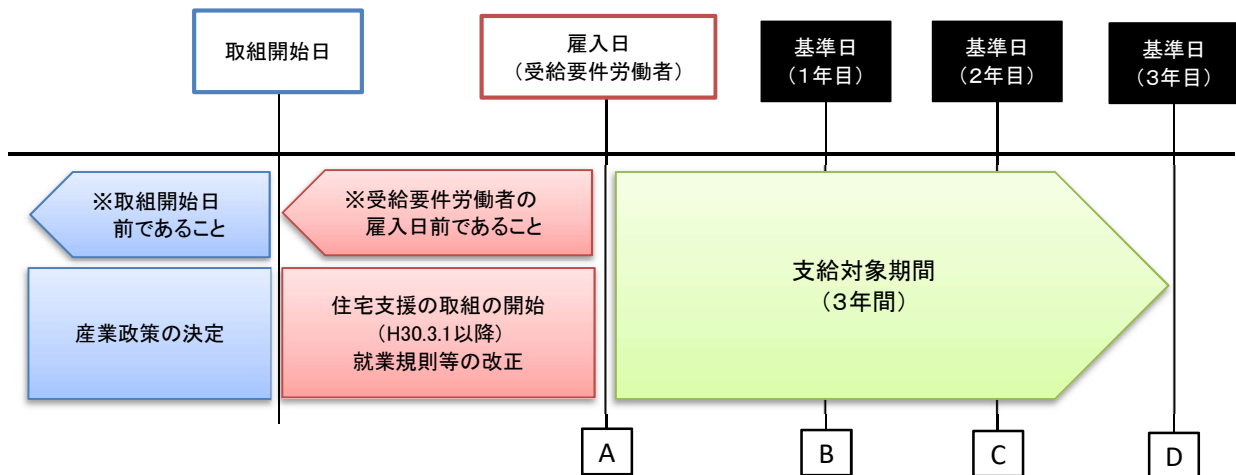 取組開始日
雇入日
（受給要件労働者）
基準日
（1年目）
基準日
（2年目）
基準日
（3年目）
※取組開始日
前であること
※受給要件労働者の
雇入日前であること
産業政策の決定
住宅支援の取組の開始
（H30.3.1以降）
就業規則等の改正
支給対象期間
（3年間）
A
B
C
D